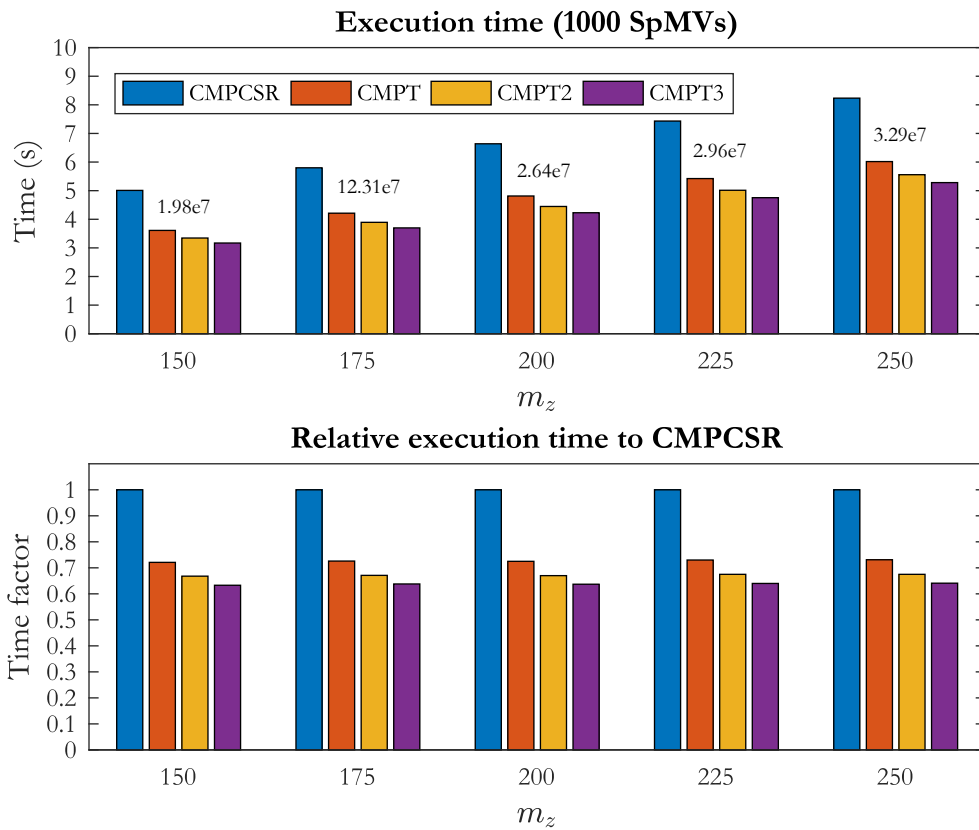 Execution time (1000 SpMVs)
10
9
8
7
6
5
4
3
2
1
0
Time (s)
CMPCSR CMPT CMPT2 CMPT3
1.98e7
12.31e7
2.64e7
2.96e7
3.29e7
150 175 200 225 250
m_z
Relative execution time to CMPCSR
1
0.9
0.8
0.7
0.6
0.5
0.4
0.3
0.2
0.1
0
Time factor
150 175 200 225 250
m_z